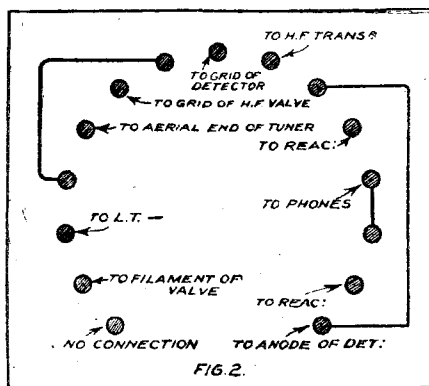 TO H.F TRANSR
TO GRID OF
DETECTOR
TO GRID OF H.F. VALVE
TO AERIAL END OF TUNER
TO REAC:
TO PHONES
TO L.T. –
TO FILAMENT OF
VALVE
TO REAC:
NO CONNECTION
TO ANODE OF DET:
FIG. 2.